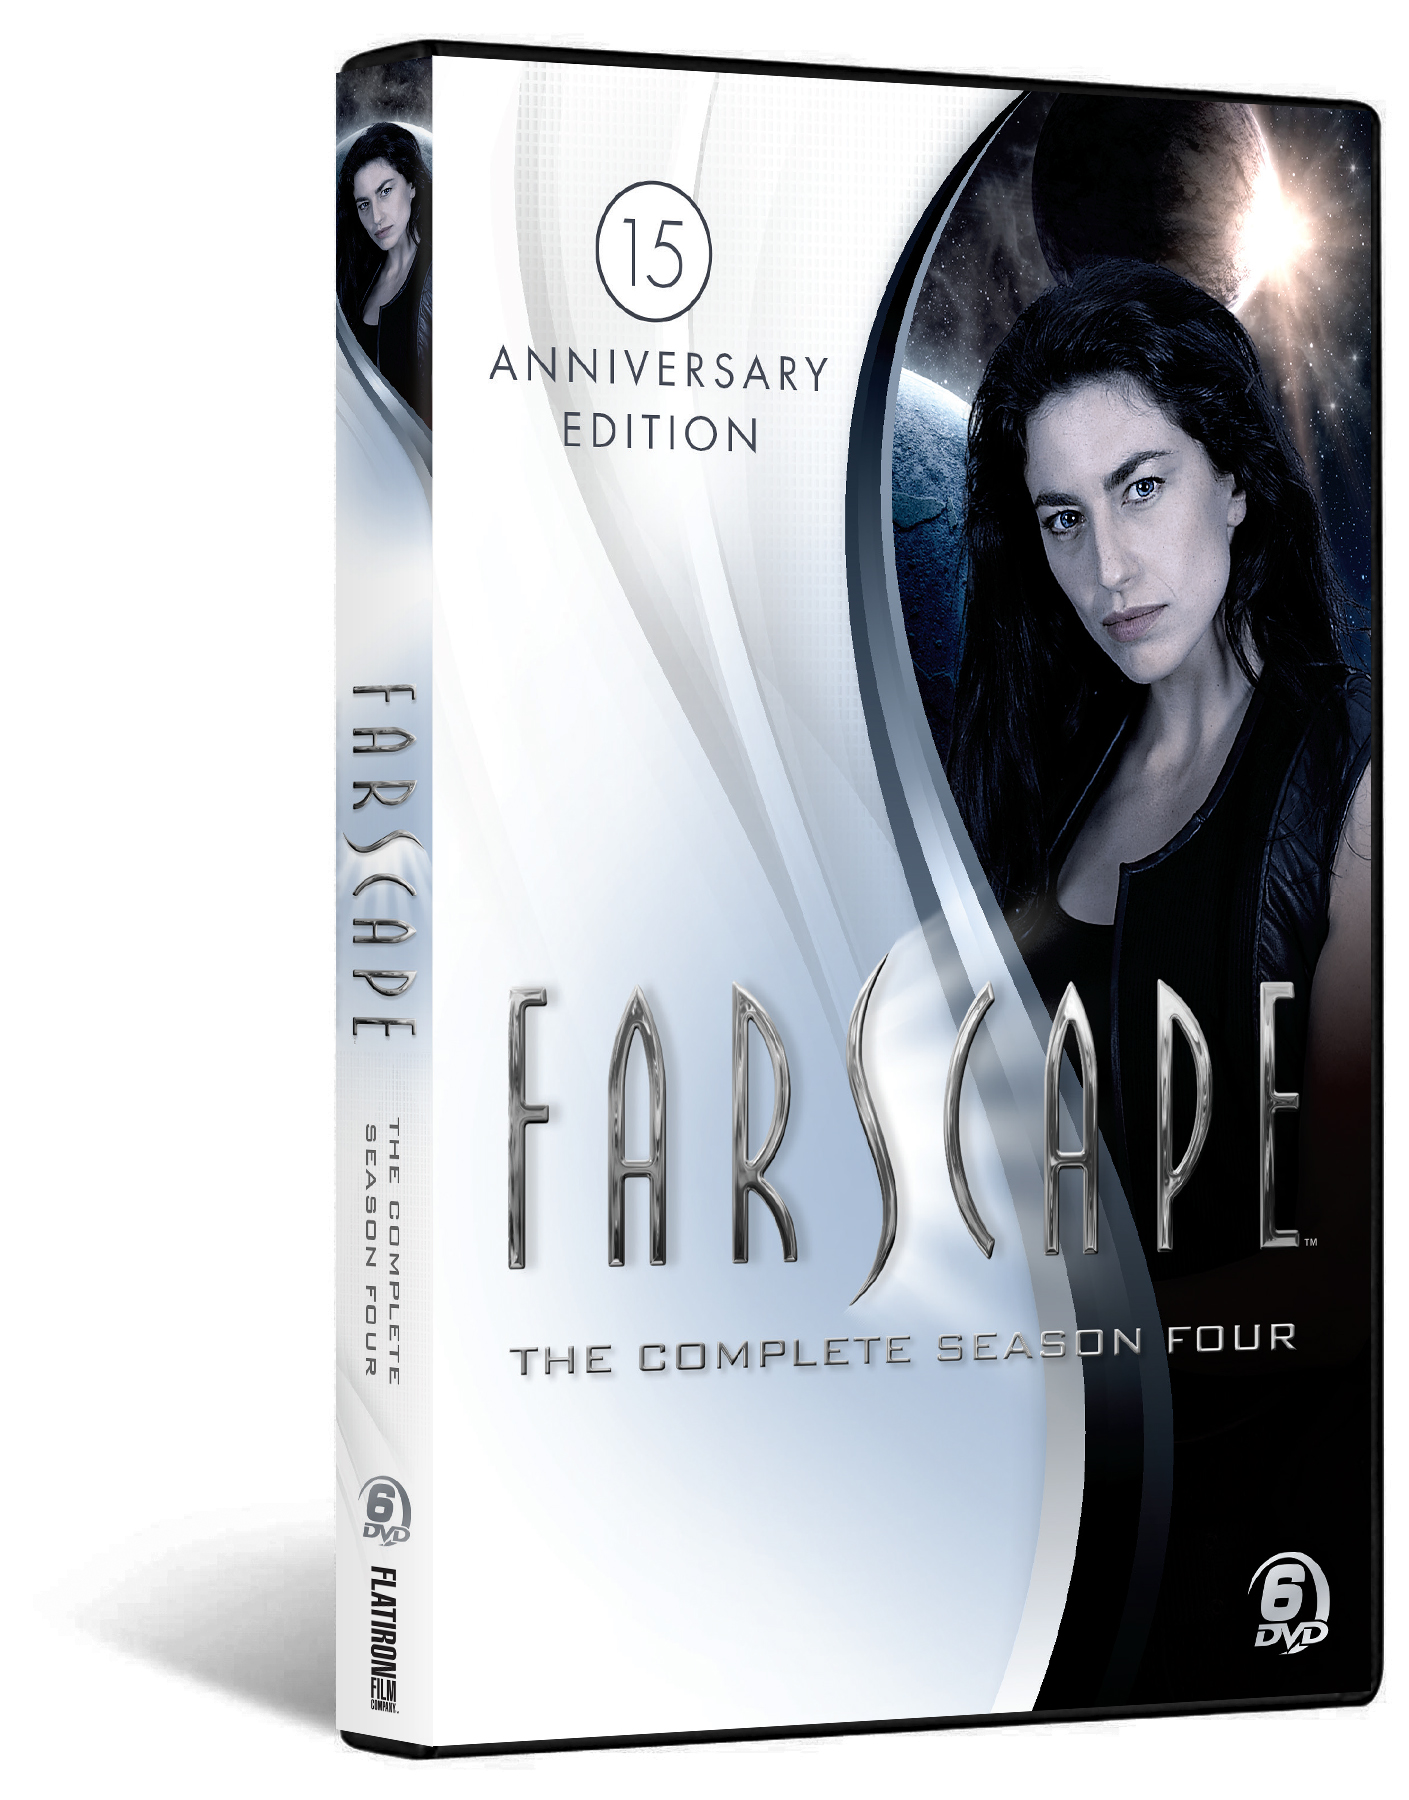 15
ANNIVERSARY
EDITION
FARSCAPE™
THE COMPLETE SEASON FOUR
6
DVD
FARSCAPE
THE COMPLETE
SEASON FOUR
6
DVD
FLATIRON
FILM
COMPANY